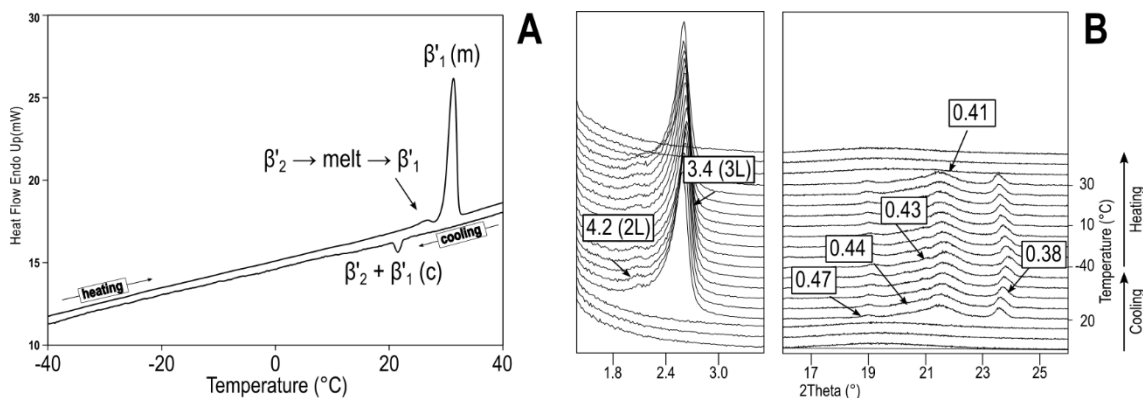 A
Heat Flow Endo Up(mW)
30
25
20
15
10
-40
-20
0
20
40
Temperature (°C)
β'₁ (m)
β'₂ → melt → β'₁
heating
cooling
β'₂ + β'₁ (c)
B
3.4 (3L)
4.2 (2L)
1.8
2.4
3.0
0.41
0.43
0.44
0.47
0.38
17
19
21
23
25
2Theta (°)
30
10
-40
20
Temperature (°C)
Heating
Cooling